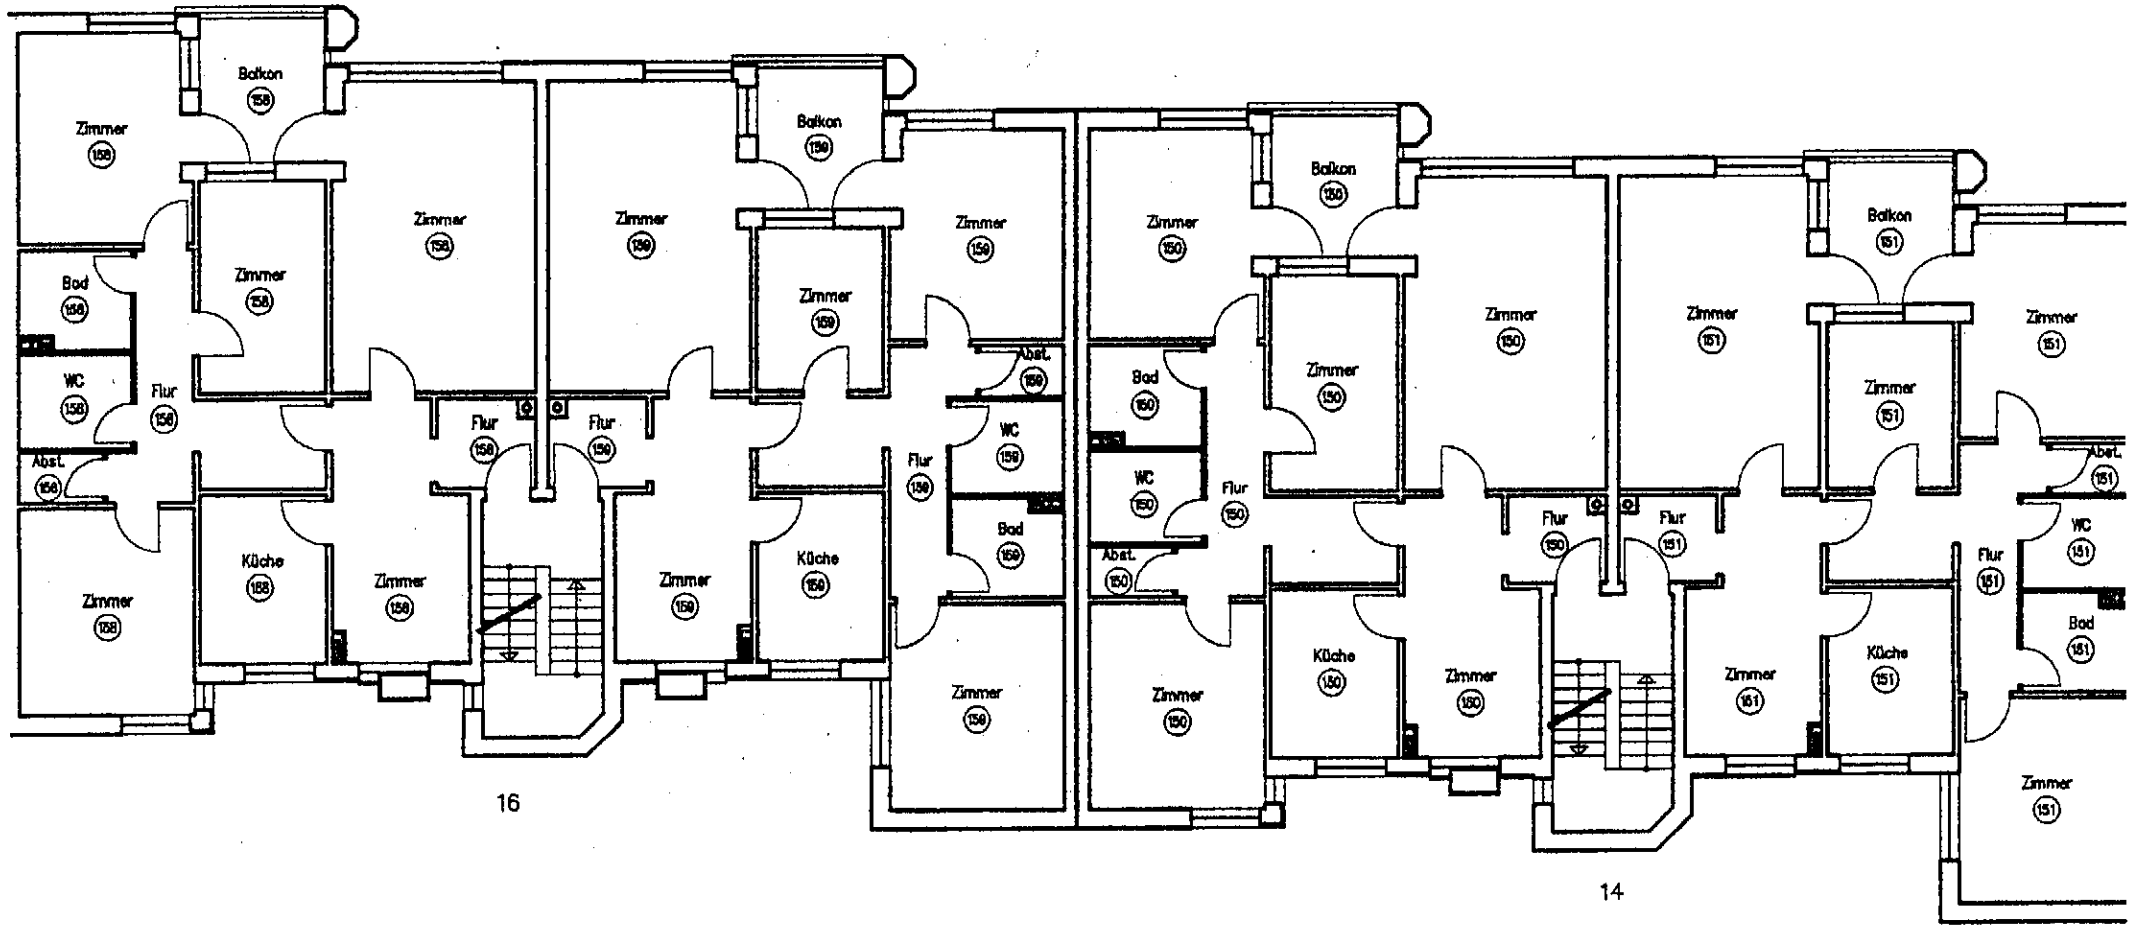 Balkon
158
Zimmer
158
Zimmer
158
Zimmer
158
Bad
158
WC
158
Flur
158
Abst.
158
Flur
158
Küche
158
Zimmer
158
Zimmer
158
Balkon
159
Zimmer
159
Zimmer
159
Zimmer
159
Abst.
159
Flur
159
WC
159
Flur
159
Bad
159
Zimmer
159
Küche
159
Zimmer
159
16
Balkon
150
Zimmer
150
Zimmer
150
Zimmer
150
Bad
150
WC
150
Flur
150
Abst.
150
Flur
150
Küche
150
Zimmer
150
Zimmer
150
Balkon
151
Zimmer
151
Zimmer
151
Zimmer
151
Abst.
151
Flur
151
WC
151
Flur
151
Bad
151
Küche
151
Zimmer
151
Zimmer
151
14